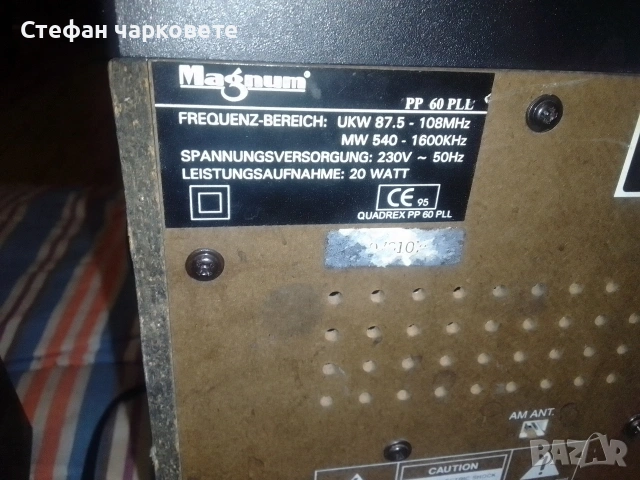 Стефан чарковете
Magnum®
PP 60 PLL
FREQUENZ-BEREICH: UKW 87.5 - 108MHz
MW 540 - 1600KHz
SPANNUNGSVERSORGUNG: 230V ~ 50Hz
LEISTUNGSAUFNAHME: 20 WATT
CE 95
QUADREX PP 60 PLL
AM ANT.
CAUTION
BAZAR